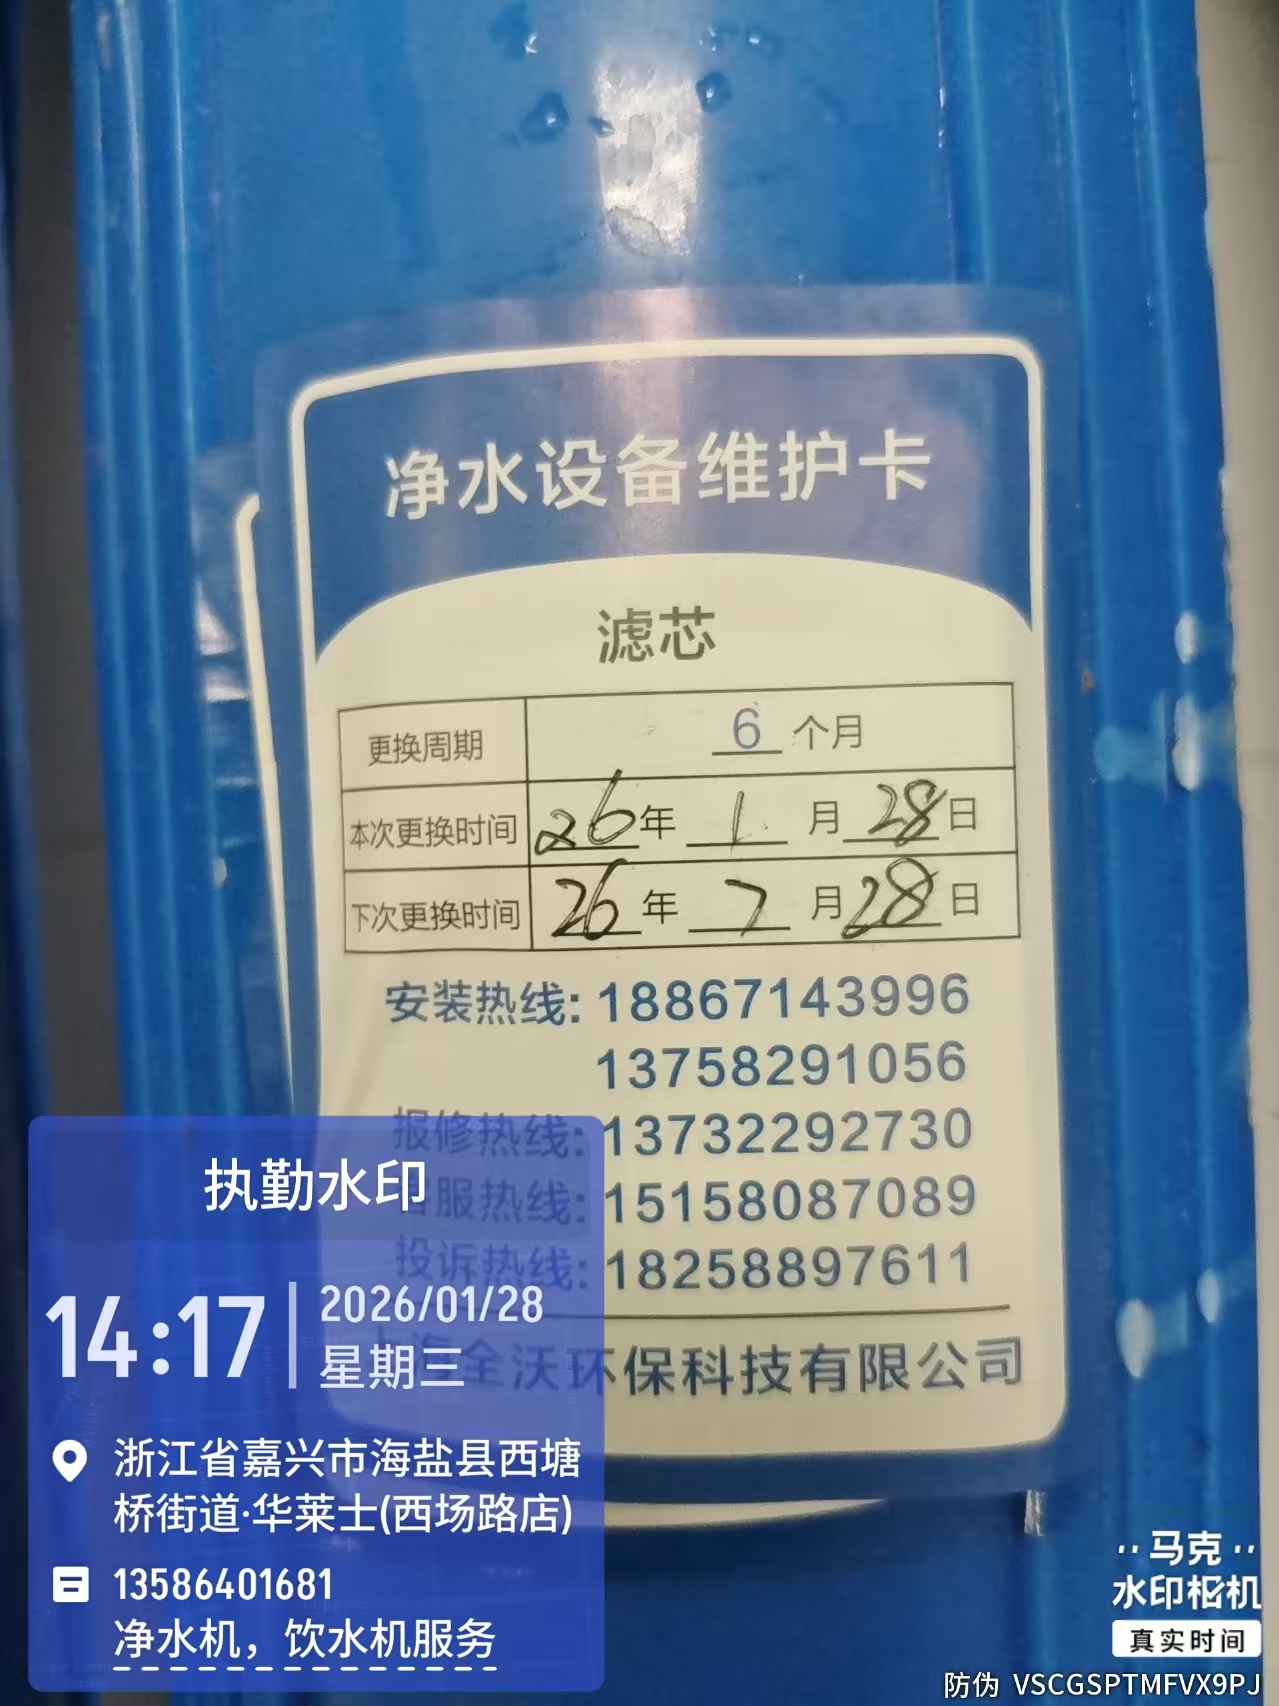 净水设备维护卡
滤芯
更换周期 6 个月
本次更换时间 26 年 1 月 28 日
下次更换时间 26 年 7 月 28 日
安装热线: 18867143996
13758291056
报修热线: 13732292730
客服热线: 15158087089
投诉热线: 18258897611
上海全沃环保科技有限公司
执勤水印
14:17 2026/01/28
星期三
浙江省嘉兴市海盐县西塘
桥街道·华莱士(西场路店)
13586401681
净水机，饮水机服务
马克
水印相机
真实时间
防伪 VSCGSPTMFVX9PJ